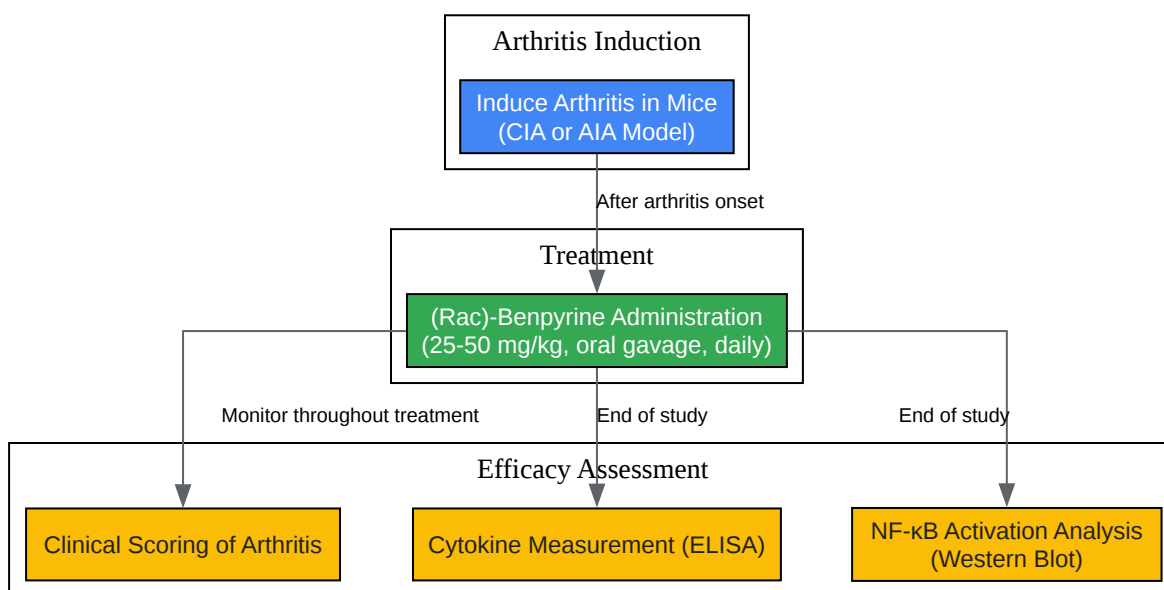 Arthritis Induction
Induce Arthritis in Mice
(CIA or AIA Model)
After arthritis onset
Treatment
(Rac)-Benpyrine Administration
(25-50 mg/kg, oral gavage, daily)
Monitor throughout treatment
End of study
End of study
Efficacy Assessment
Clinical Scoring of Arthritis
Cytokine Measurement (ELISA)
NF-κB Activation Analysis
(Western Blot)